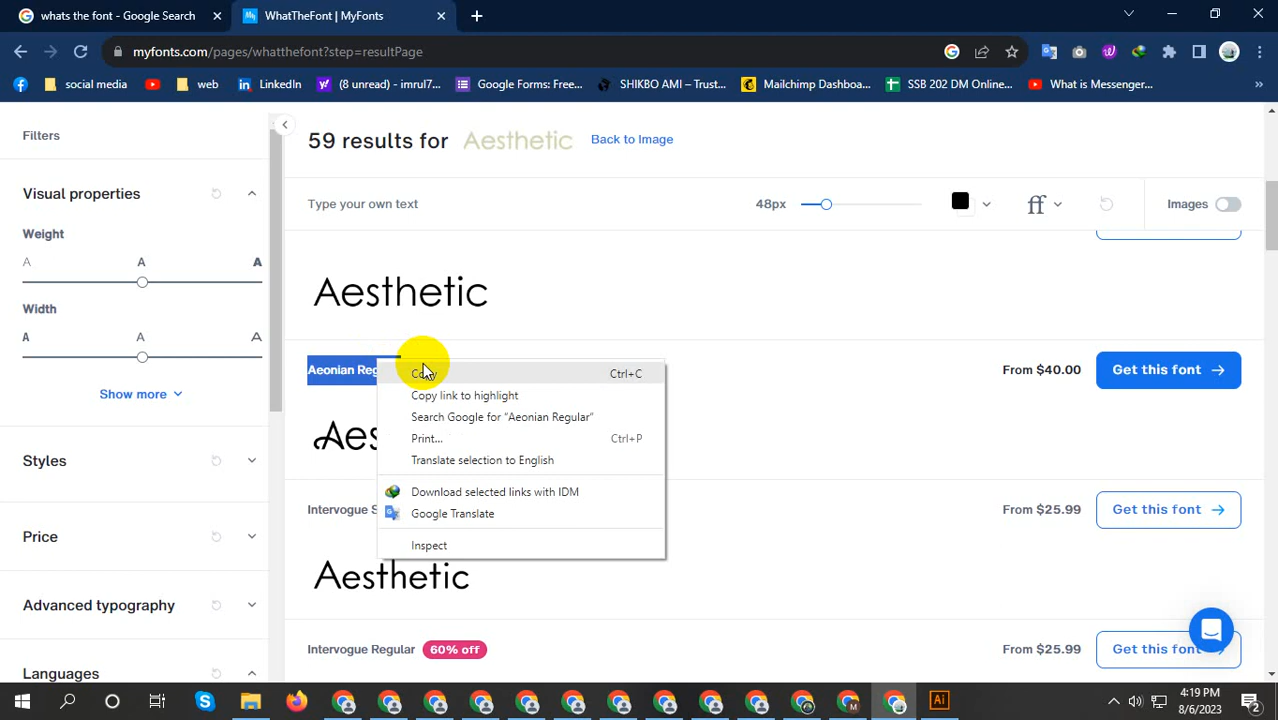 whats the font - Google Search
WhatTheFont | MyFonts
myfonts.com/pages/whatthefont?step=resultPage
social media
web
LinkedIn
(8 unread) - imrul7...
Google Forms: Free...
SHIKBO AMI – Trust...
Mailchimp Dashboa...
SSB 202 DM Online...
What is Messenger...
»
Filters
59 results for Aesthetic Back to Image
Visual properties
Type your own text
48px
ff
Images
Weight
A A A
Aesthetic
Width
A A A
Aeonian Reg
From $40.00
Get this font →
Copy Ctrl+C
Copy link to highlight
Show more
Search Google for “Aeonian Regular”
Print... Ctrl+P
Aes
Translate selection to English
Styles
Download selected links with IDM
Google Translate
Intervogue S
From $25.99
Get this font →
Price
Inspect
Aesthetic
Advanced typography
Intervogue Regular 60% off
From $25.99
Get this font
Languages
4:19 PM
8/6/2023
2
M
Ai